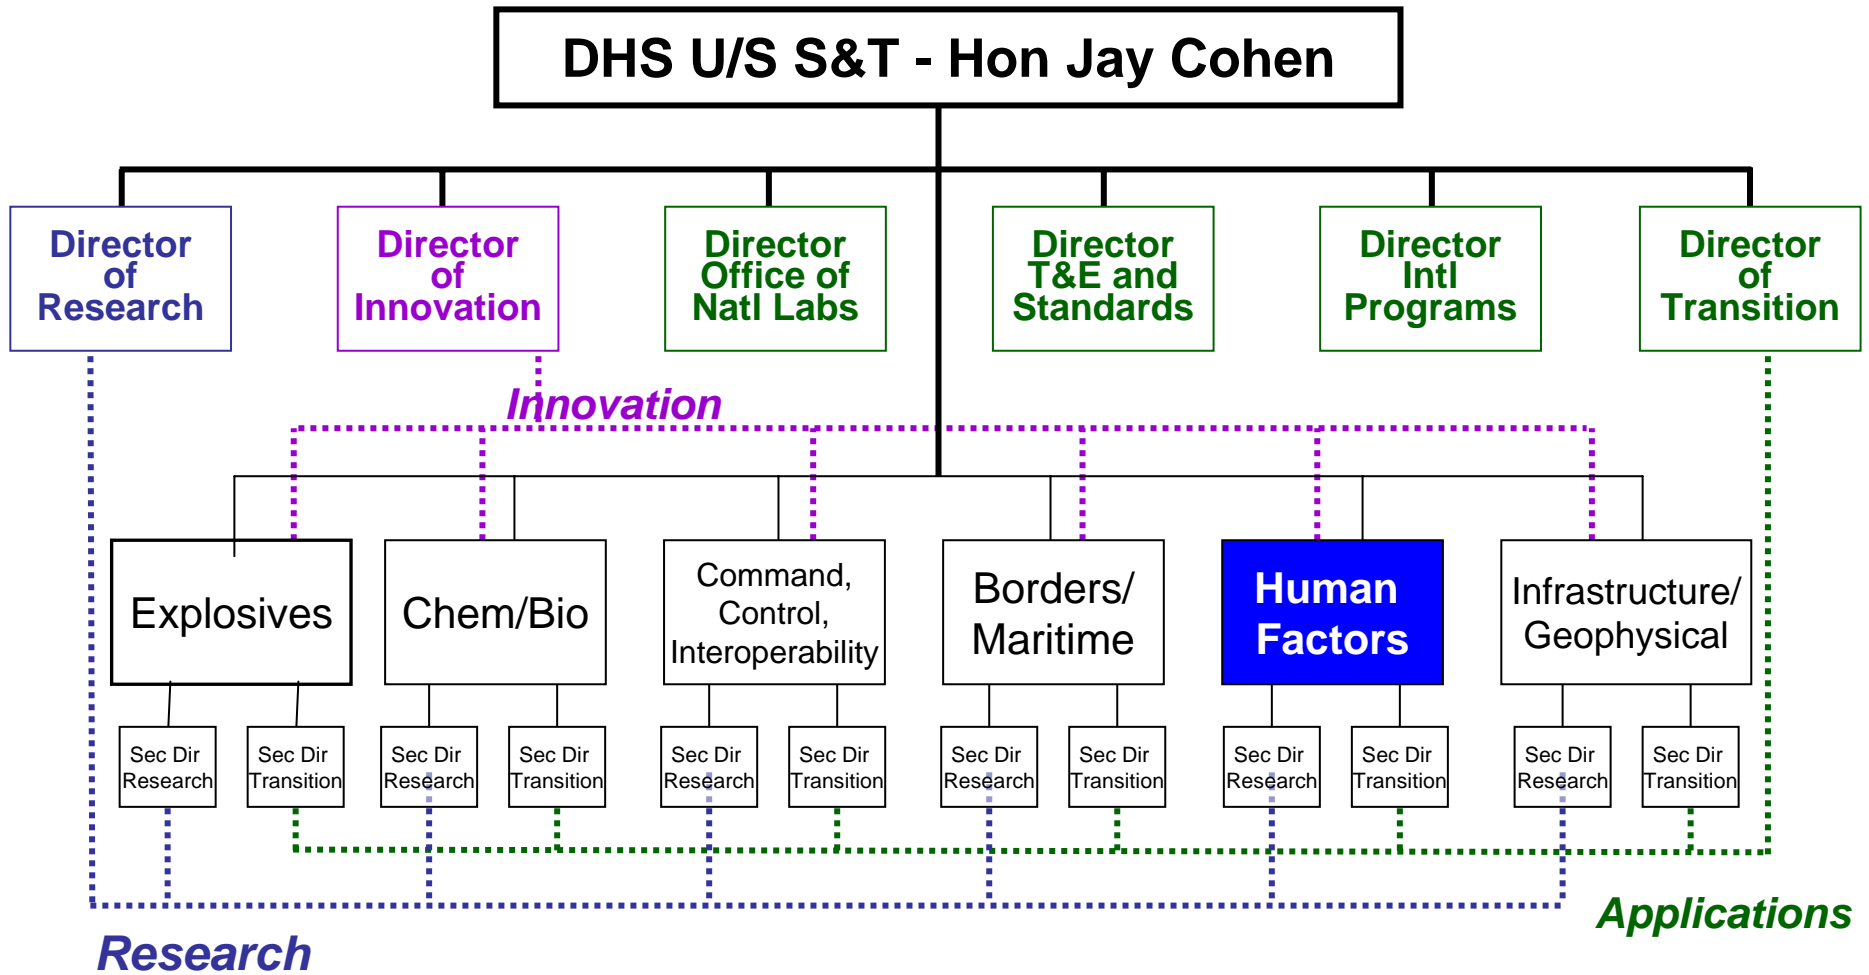 DHS U/S S&T - Hon Jay Cohen
Director
of
Research
Director
of
Innovation
Director
Office of
Natl Labs
Director
T&E and
Standards
Director
Intl
Programs
Director
of
Transition
Innovation
Explosives
Chem/Bio
Command,
Control,
Interoperability
Borders/
Maritime
Human
Factors
Infrastructure/
Geophysical
Sec Dir
Research
Sec Dir
Transition
Sec Dir
Research
Sec Dir
Transition
Sec Dir
Research
Sec Dir
Transition
Sec Dir
Research
Sec Dir
Transition
Sec Dir
Research
Sec Dir
Transition
Sec Dir
Research
Sec Dir
Transition
Applications
Research